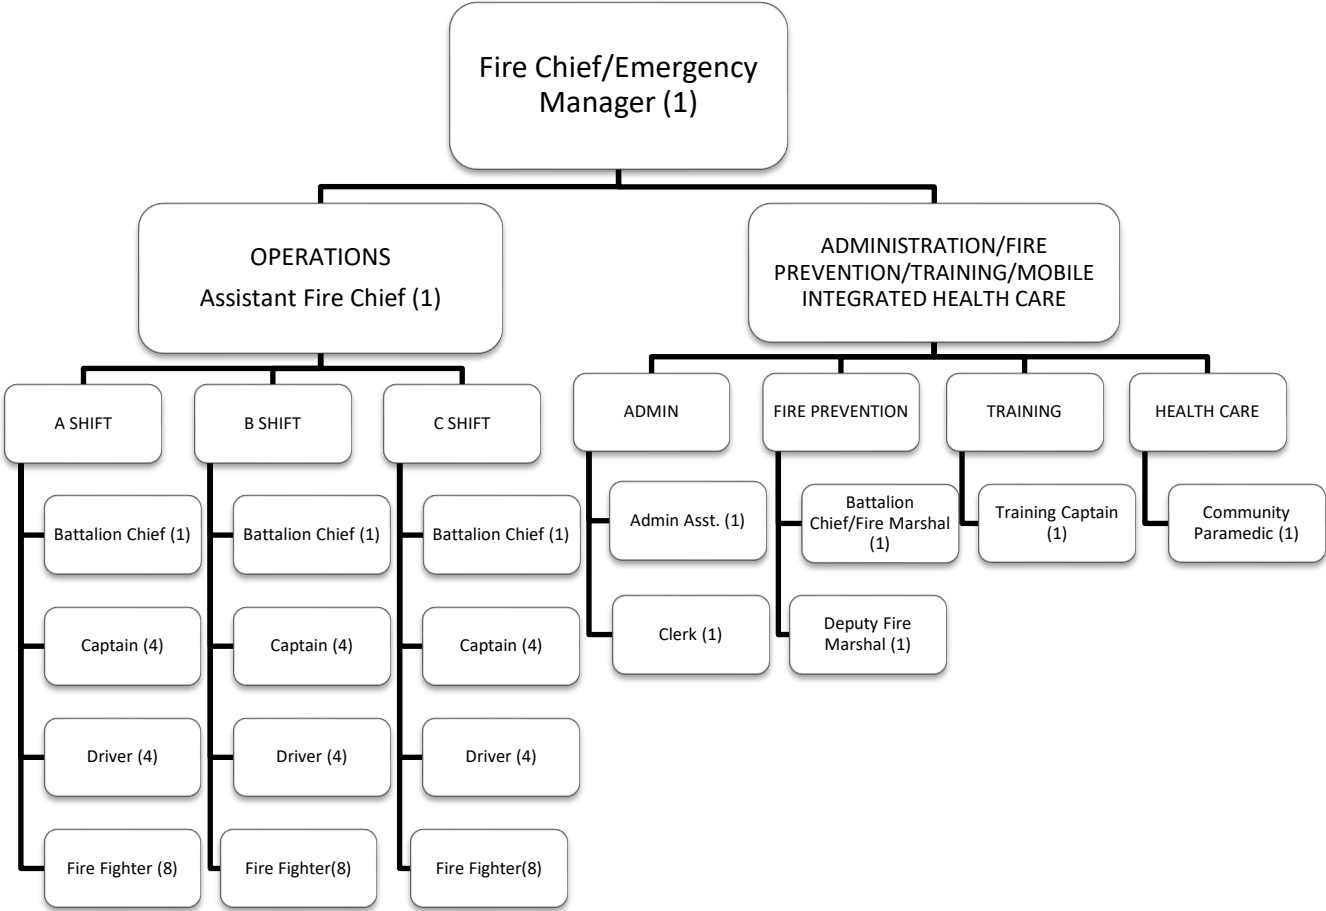 Fire Chief/Emergency
Manager (1)
OPERATIONS
Assistant Fire Chief (1)
ADMINISTRATION/FIRE
PREVENTION/TRAINING/MOBILE
INTEGRATED HEALTH CARE
A SHIFT
B SHIFT
C SHIFT
ADMIN
FIRE PREVENTION
TRAINING
HEALTH CARE
Battalion Chief (1)
Captain (4)
Driver (4)
Fire Fighter (8)
Battalion Chief (1)
Captain (4)
Driver (4)
Fire Fighter(8)
Battalion Chief (1)
Captain (4)
Driver (4)
Fire Fighter(8)
Admin Asst. (1)
Clerk (1)
Battalion
Chief/Fire Marshal
(1)
Deputy Fire
Marshal (1)
Training Captain
(1)
Community
Paramedic (1)